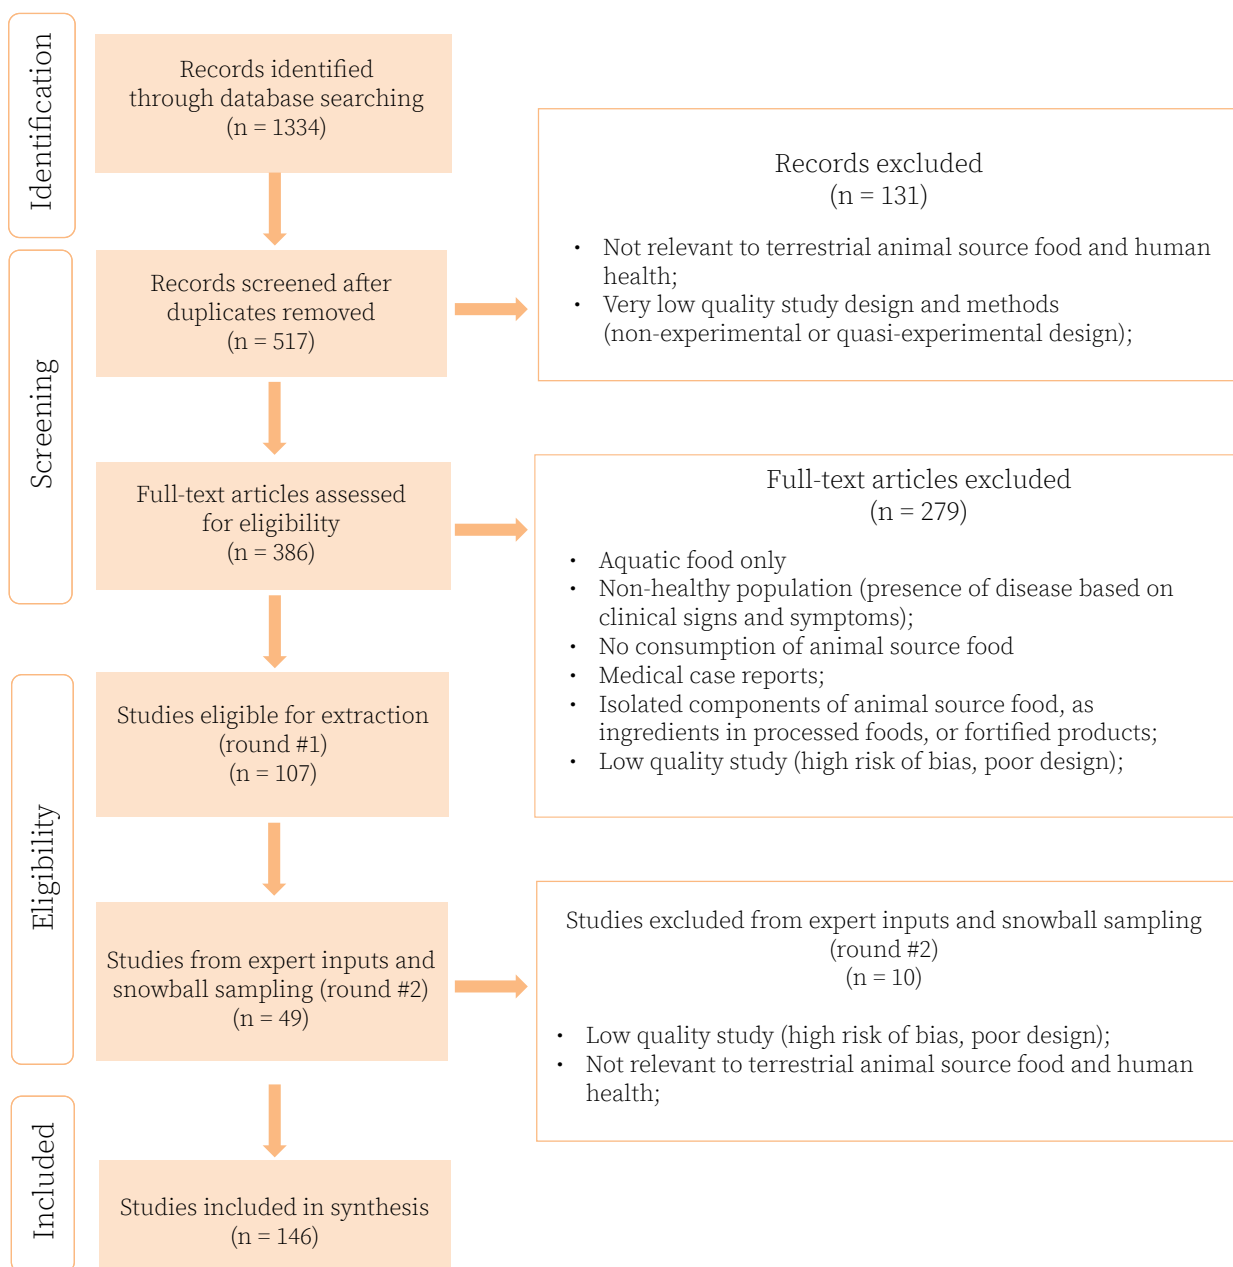 Identification
Records identified
through database searching
(n = 1334)
Records excluded
(n = 131)
• Not relevant to terrestrial animal source food and human
health;
• Very low quality study design and methods
(non-experimental or quasi-experimental design);
Screening
Records screened after
duplicates removed
(n = 517)
Full-text articles assessed
for eligibility
(n = 386)
Full-text articles excluded
(n = 279)
• Aquatic food only
• Non-healthy population (presence of disease based on
clinical signs and symptoms);
• No consumption of animal source food
• Medical case reports;
• Isolated components of animal source food, as
ingredients in processed foods, or fortified products;
• Low quality study (high risk of bias, poor design);
Eligibility
Studies eligible for extraction
(round #1)
(n = 107)
Studies from expert inputs and
snowball sampling (round #2)
(n = 49)
Studies excluded from expert inputs and snowball sampling
(round #2)
(n = 10)
• Low quality study (high risk of bias, poor design);
• Not relevant to terrestrial animal source food and human
health;
Included
Studies included in synthesis
(n = 146)